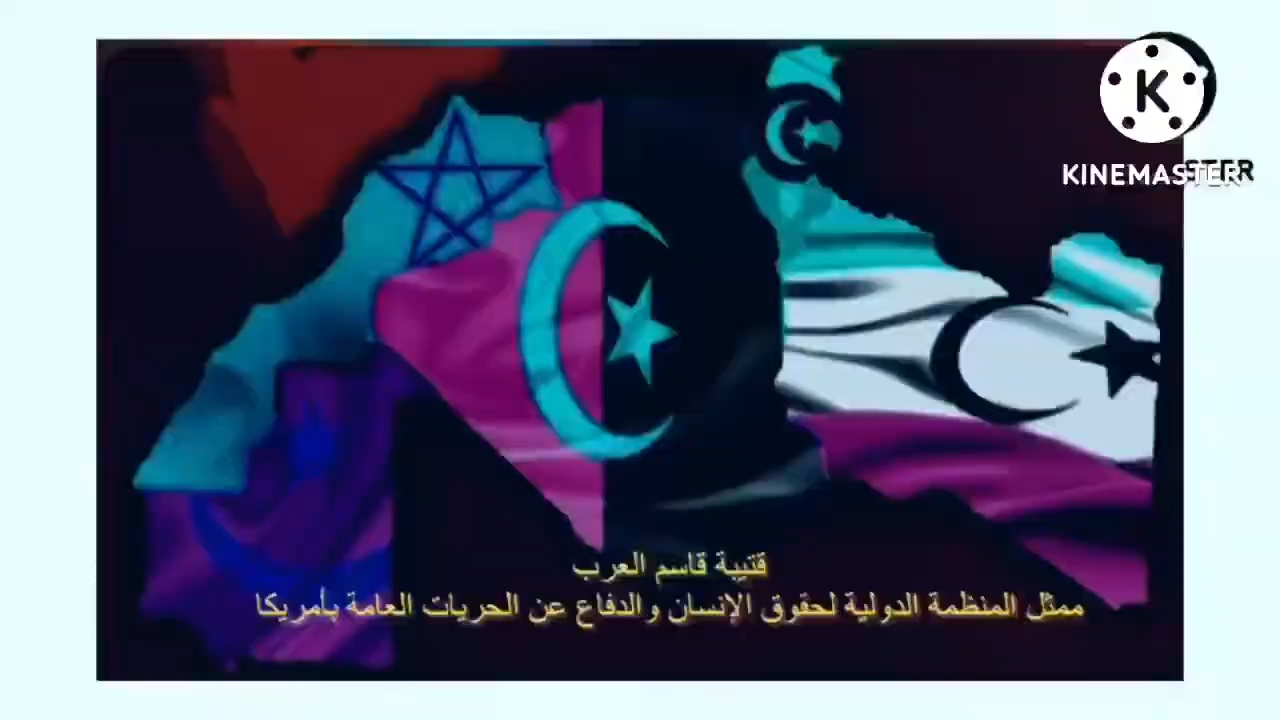 K
KINEMASTER
قتيبة قاسم العرب
ممثل المنظمة الدولية لحقوق الإنسان والدفاع عن الحريات العامة بأمريكا